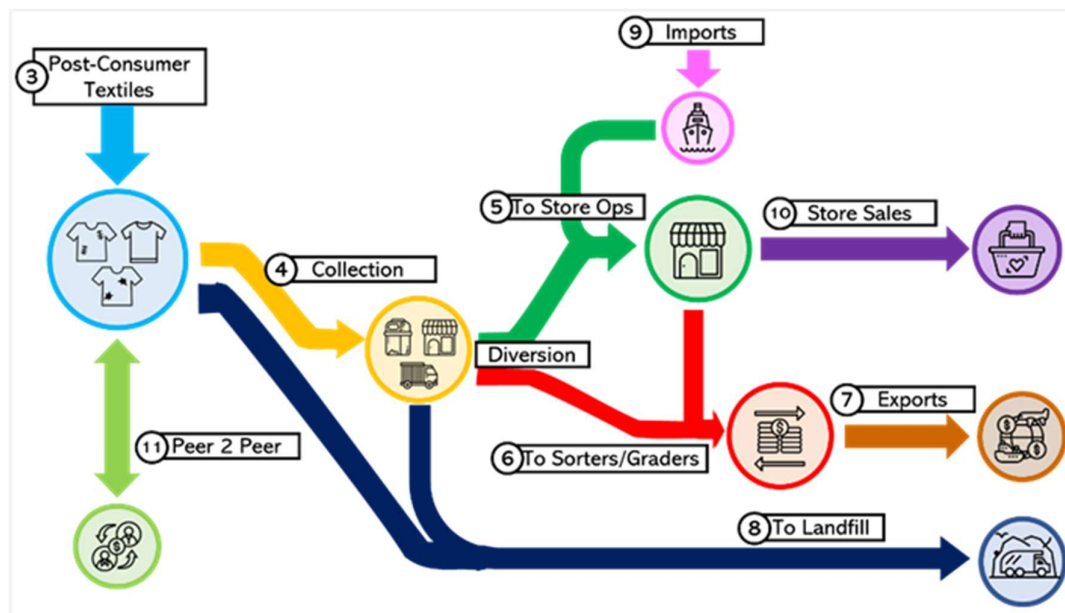 9 Imports
3 Post-Consumer
Textiles
5 To Store Ops
10 Store Sales
4 Collection
Diversion
7 Exports
11 Peer 2 Peer
6 To Sorters/Graders
8 To Landfill